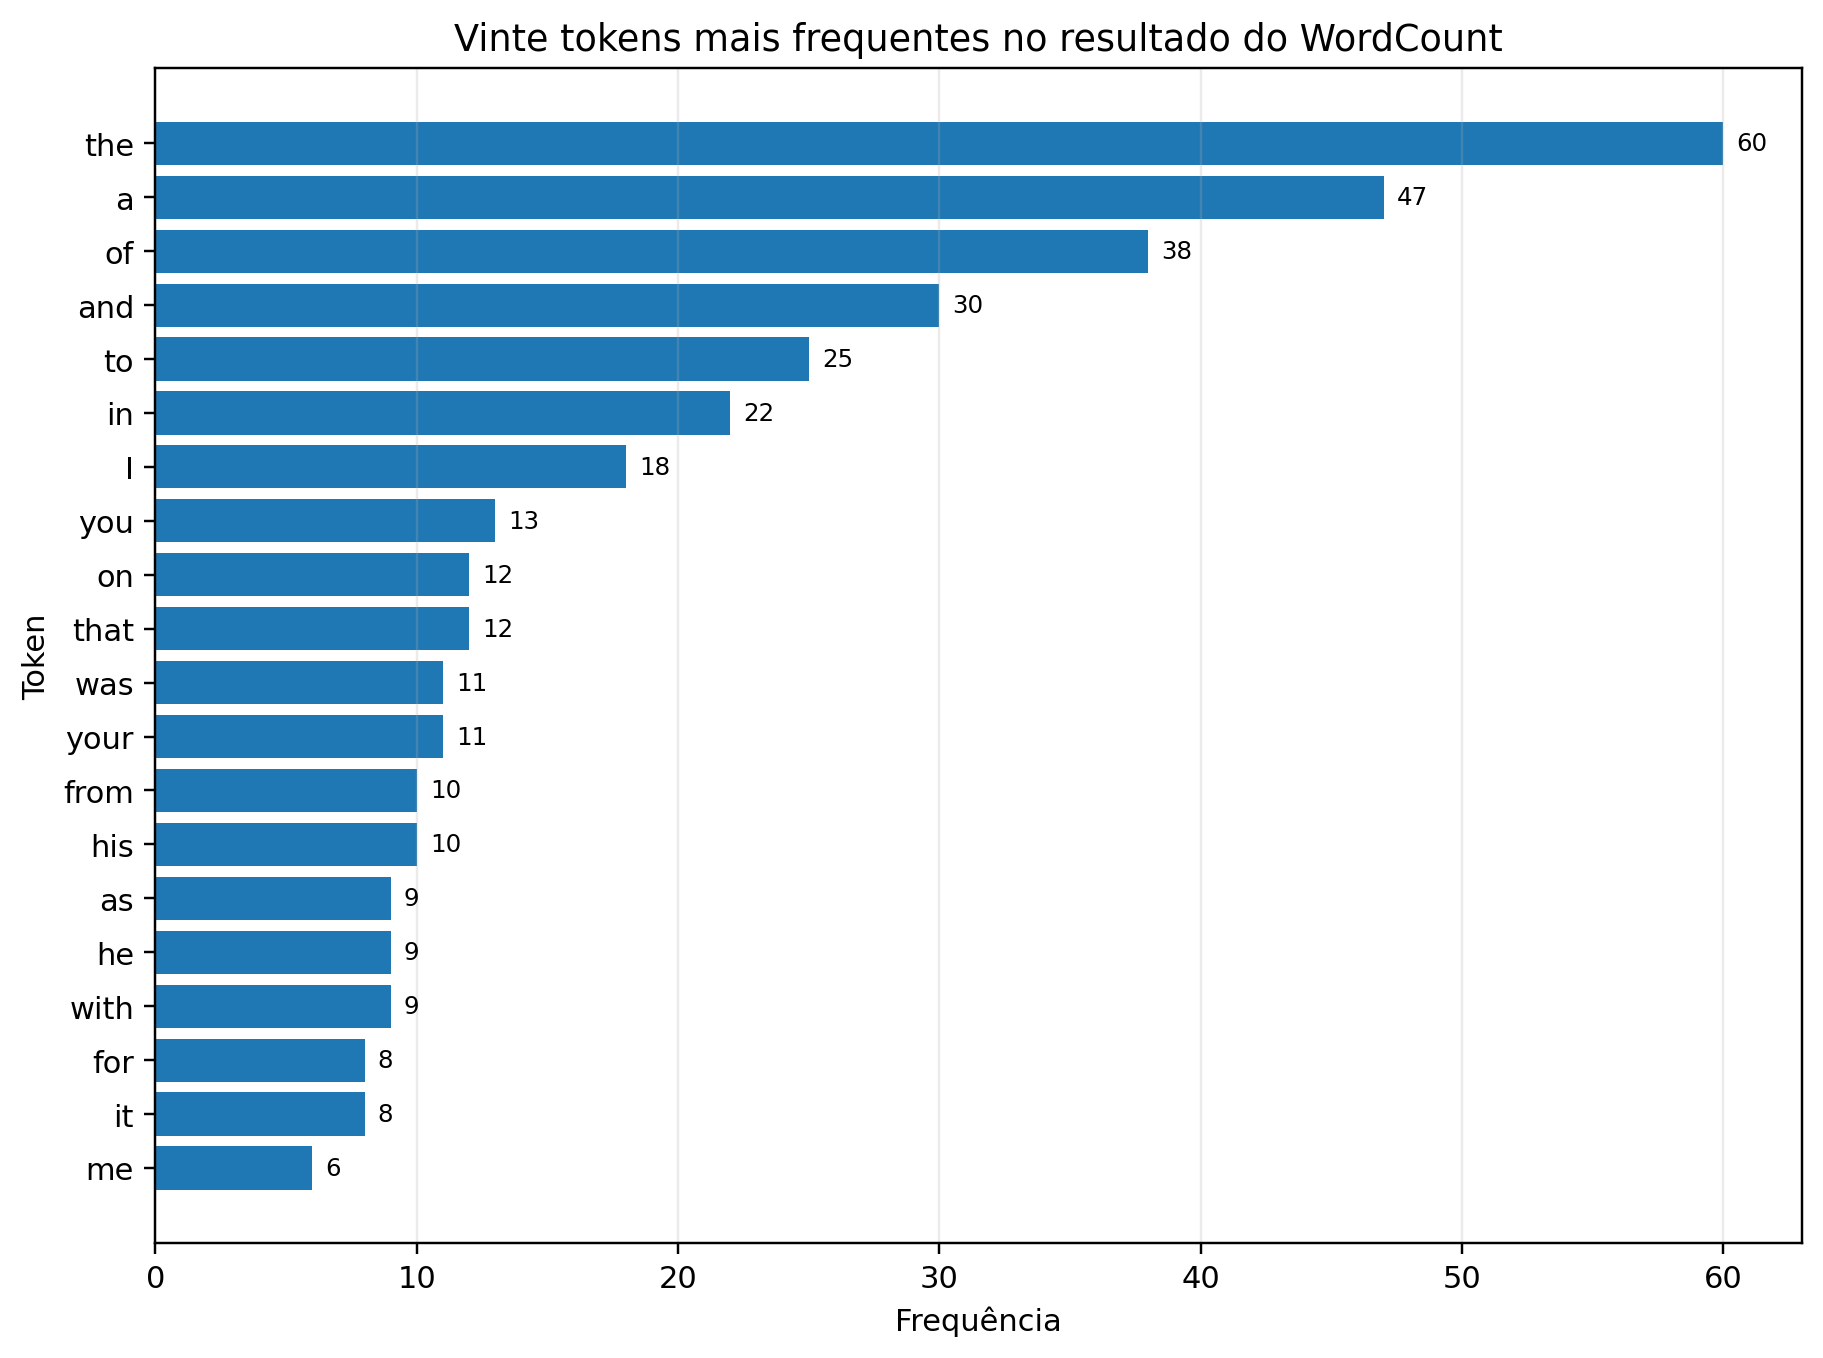 Vinte tokens mais frequentes no resultado do WordCount
the 60
a 47
of 38
and 30
to 25
in 22
I 18
you 13
on 12
that 12
was 11
your 11
from 10
his 10
as 9
he 9
with 9
for 8
it 8
me 6
Token
0 10 20 30 40 50 60
Frequência